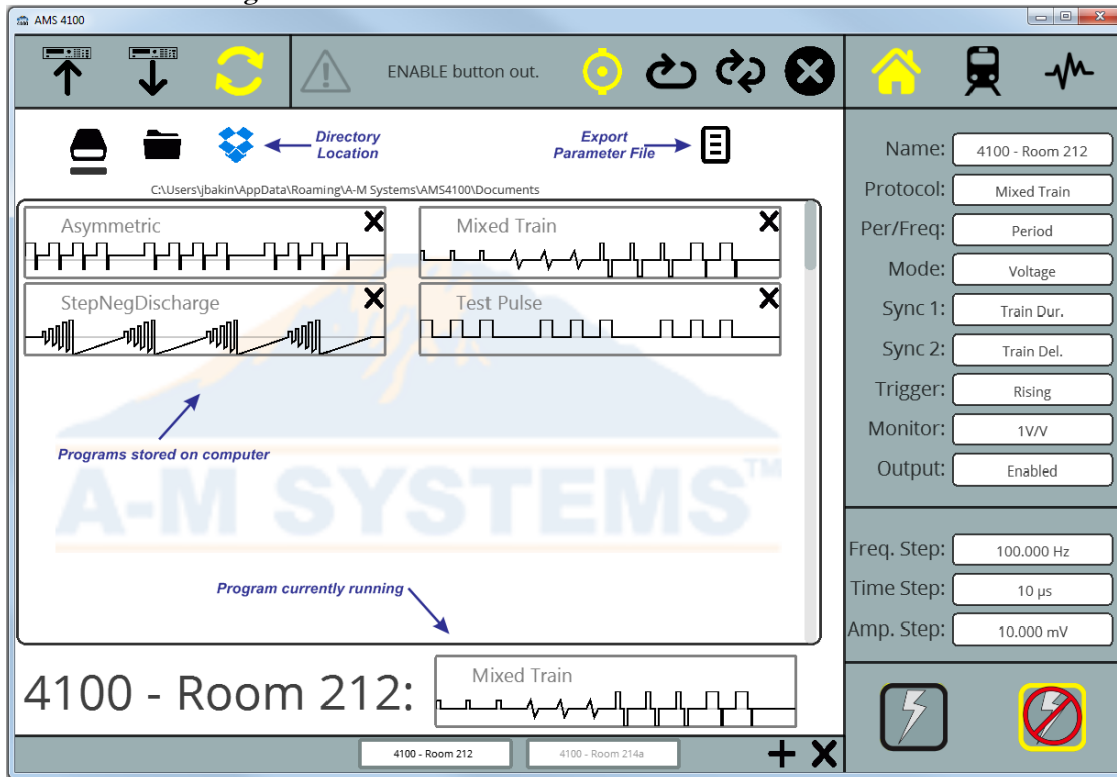 AMS 4100
ENABLE button out.
Directory
Location
Export
Parameter File
C:\Users\jbakin\AppData\Roaming\A-M Systems\AMS4100\Documents
Asymmetric
Mixed Train
StepNegDischarge
Test Pulse
Programs stored on computer
A-M SYSTEMS™
Program currently running
4100 - Room 212:
Mixed Train
4100 - Room 212
4100 - Room 214a
Name: 4100 - Room 212
Protocol: Mixed Train
Per/Freq: Period
Mode: Voltage
Sync 1: Train Dur.
Sync 2: Train Del.
Trigger: Rising
Monitor: 1V/V
Output: Enabled
Freq. Step: 100.000 Hz
Time Step: 10 µs
Amp. Step: 10.000 mV